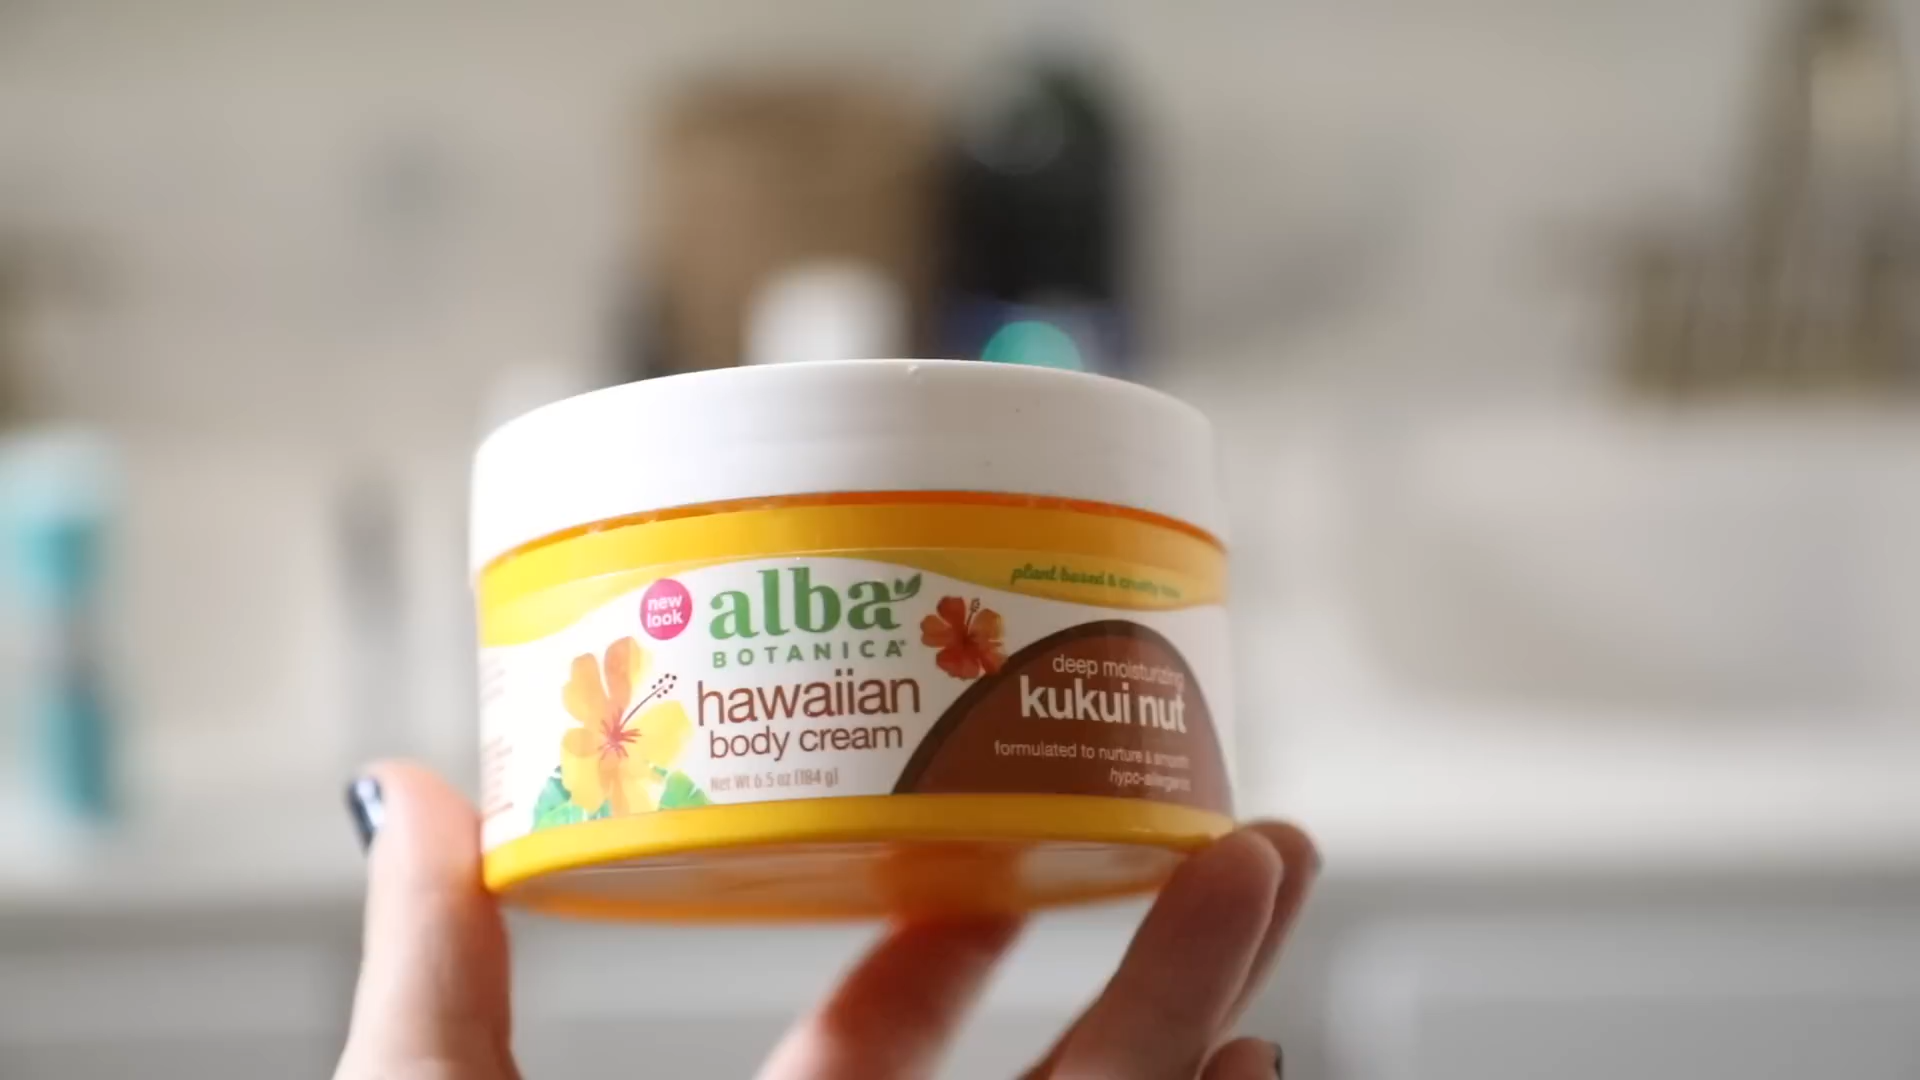 new
look
alba
BOTANICA
hawaiian
body cream
Net Wt 6.5 oz (184 g)
plant based & cruelty
deep moisturizing
kukui nut
formulated to nurture & smooth
hypo-allergenic